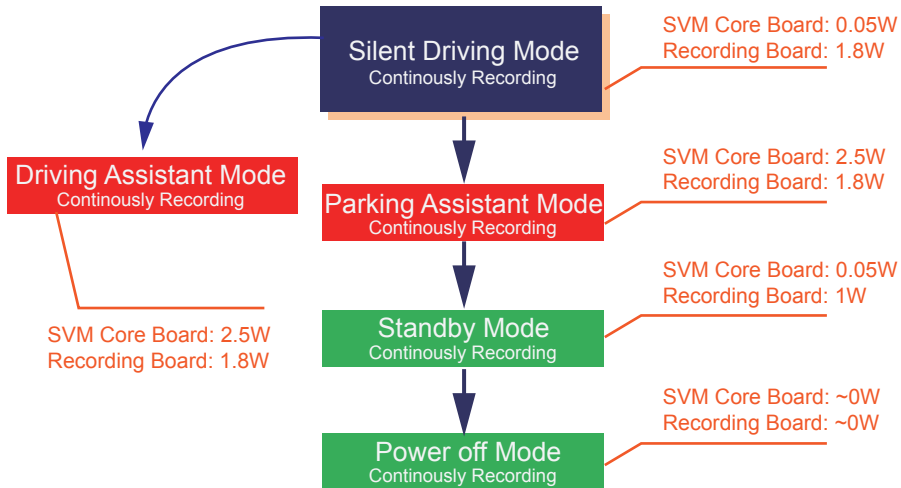 Silent Driving Mode
Continously Recording
SVM Core Board: 0.05W
Recording Board: 1.8W
Driving Assistant Mode
Continously Recording
SVM Core Board: 2.5W
Recording Board: 1.8W
Parking Assistant Mode
Continously Recording
SVM Core Board: 2.5W
Recording Board: 1.8W
Standby Mode
Continously Recording
SVM Core Board: 0.05W
Recording Board: 1W
Power off Mode
Continously Recording
SVM Core Board: ~0W
Recording Board: ~0W